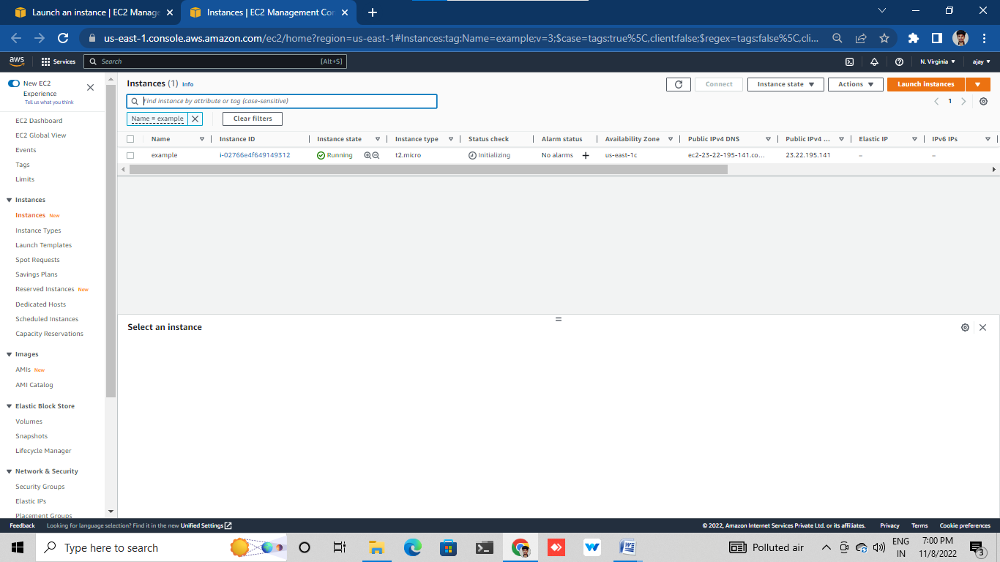 Launch an instance | EC2 Manage
Instances | EC2 Management Con
us-east-1.console.aws.amazon.com/ec2/home?region=us-east-1#Instances:tag:Name=example;v=3;$case=tags:true%5C,client:false;$regex=tags:false%5C,cli...
aws
Services
Search
[Alt+S]
N. Virginia
ajay
New EC2
Experience
Tell us what you think
EC2 Dashboard
EC2 Global View
Events
Tags
Limits
Instances
Instances New
Instance Types
Launch Templates
Spot Requests
Savings Plans
Reserved Instances New
Dedicated Hosts
Scheduled Instances
Capacity Reservations
Images
AMIs New
AMI Catalog
Elastic Block Store
Volumes
Snapshots
Lifecycle Manager
Network & Security
Security Groups
Elastic IPs
Placement Groups
Instances (1) Info
Connect
Instance state
Actions
Launch instances
Find instance by attribute or tag (case-sensitive)
1
Name = example
Clear filters
Name Instance ID Instance state Instance type Status check Alarm status Availability Zone Public IPv4 DNS Public IPv4 ... Elastic IP IPv6 IPs
example i-02766e4f649149312 Running t2.micro Initializing No alarms + us-east-1c ec2-23-22-195-141.co... 23.22.195.141 – –
Select an instance
Feedback Looking for language selection? Find it in the new Unified Settings
© 2022, Amazon Internet Services Private Ltd. or its affiliates. Privacy Terms Cookie preferences
Type here to search
Polluted air
ENG
IN
7:00 PM
11/8/2022
3